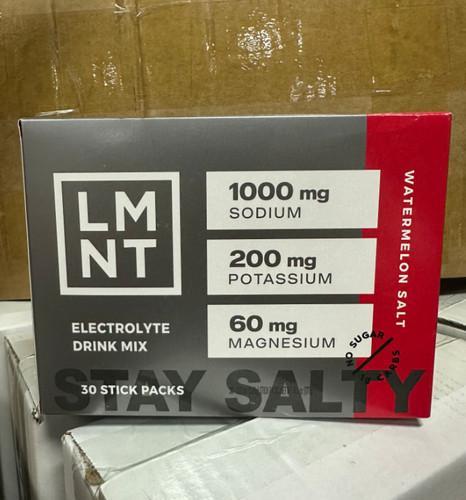 LM
NT
ELECTROLYTE
DRINK MIX
30 STICK PACKS
1000 mg
SODIUM
200 mg
POTASSIUM
60 mg
MAGNESIUM
WATERMELON SALT
NO SUGAR
STAY SALTY